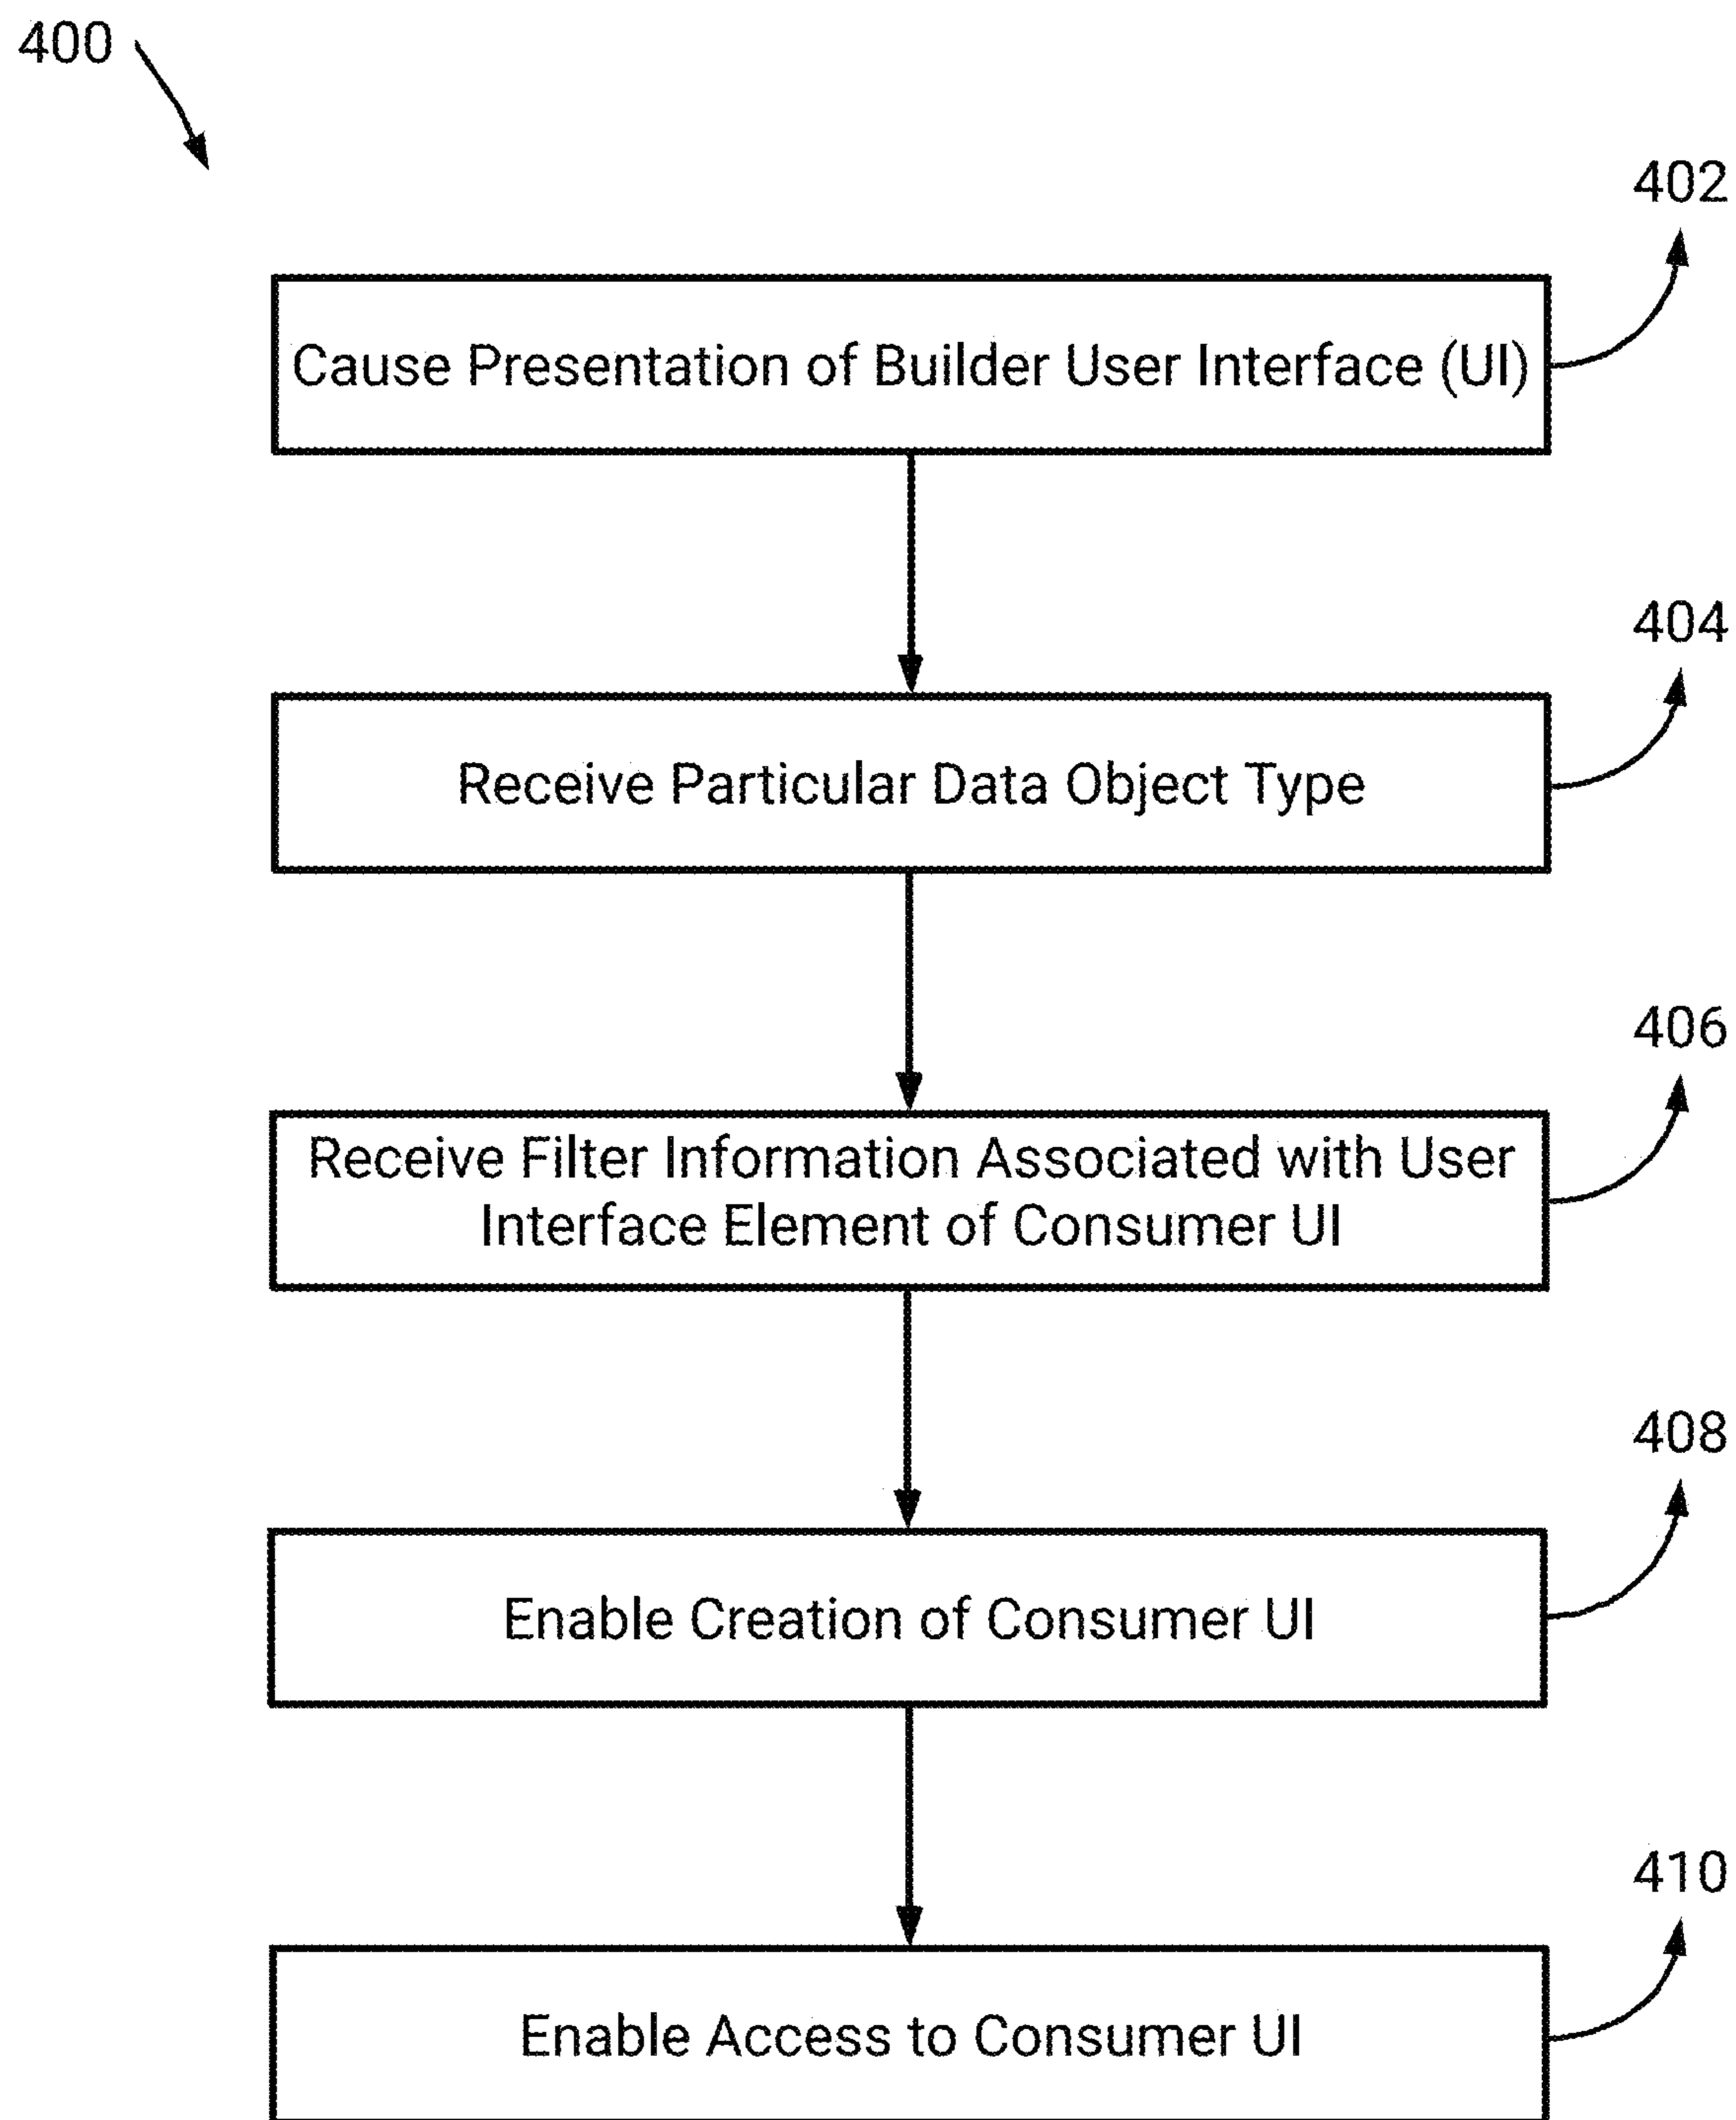 400
402
Cause Presentation of Builder User Interface (UI)
404
Receive Particular Data Object Type
406
Receive Filter Information Associated with User
Interface Element of Consumer UI
408
Enable Creation of Consumer UI
410
Enable Access to Consumer UI